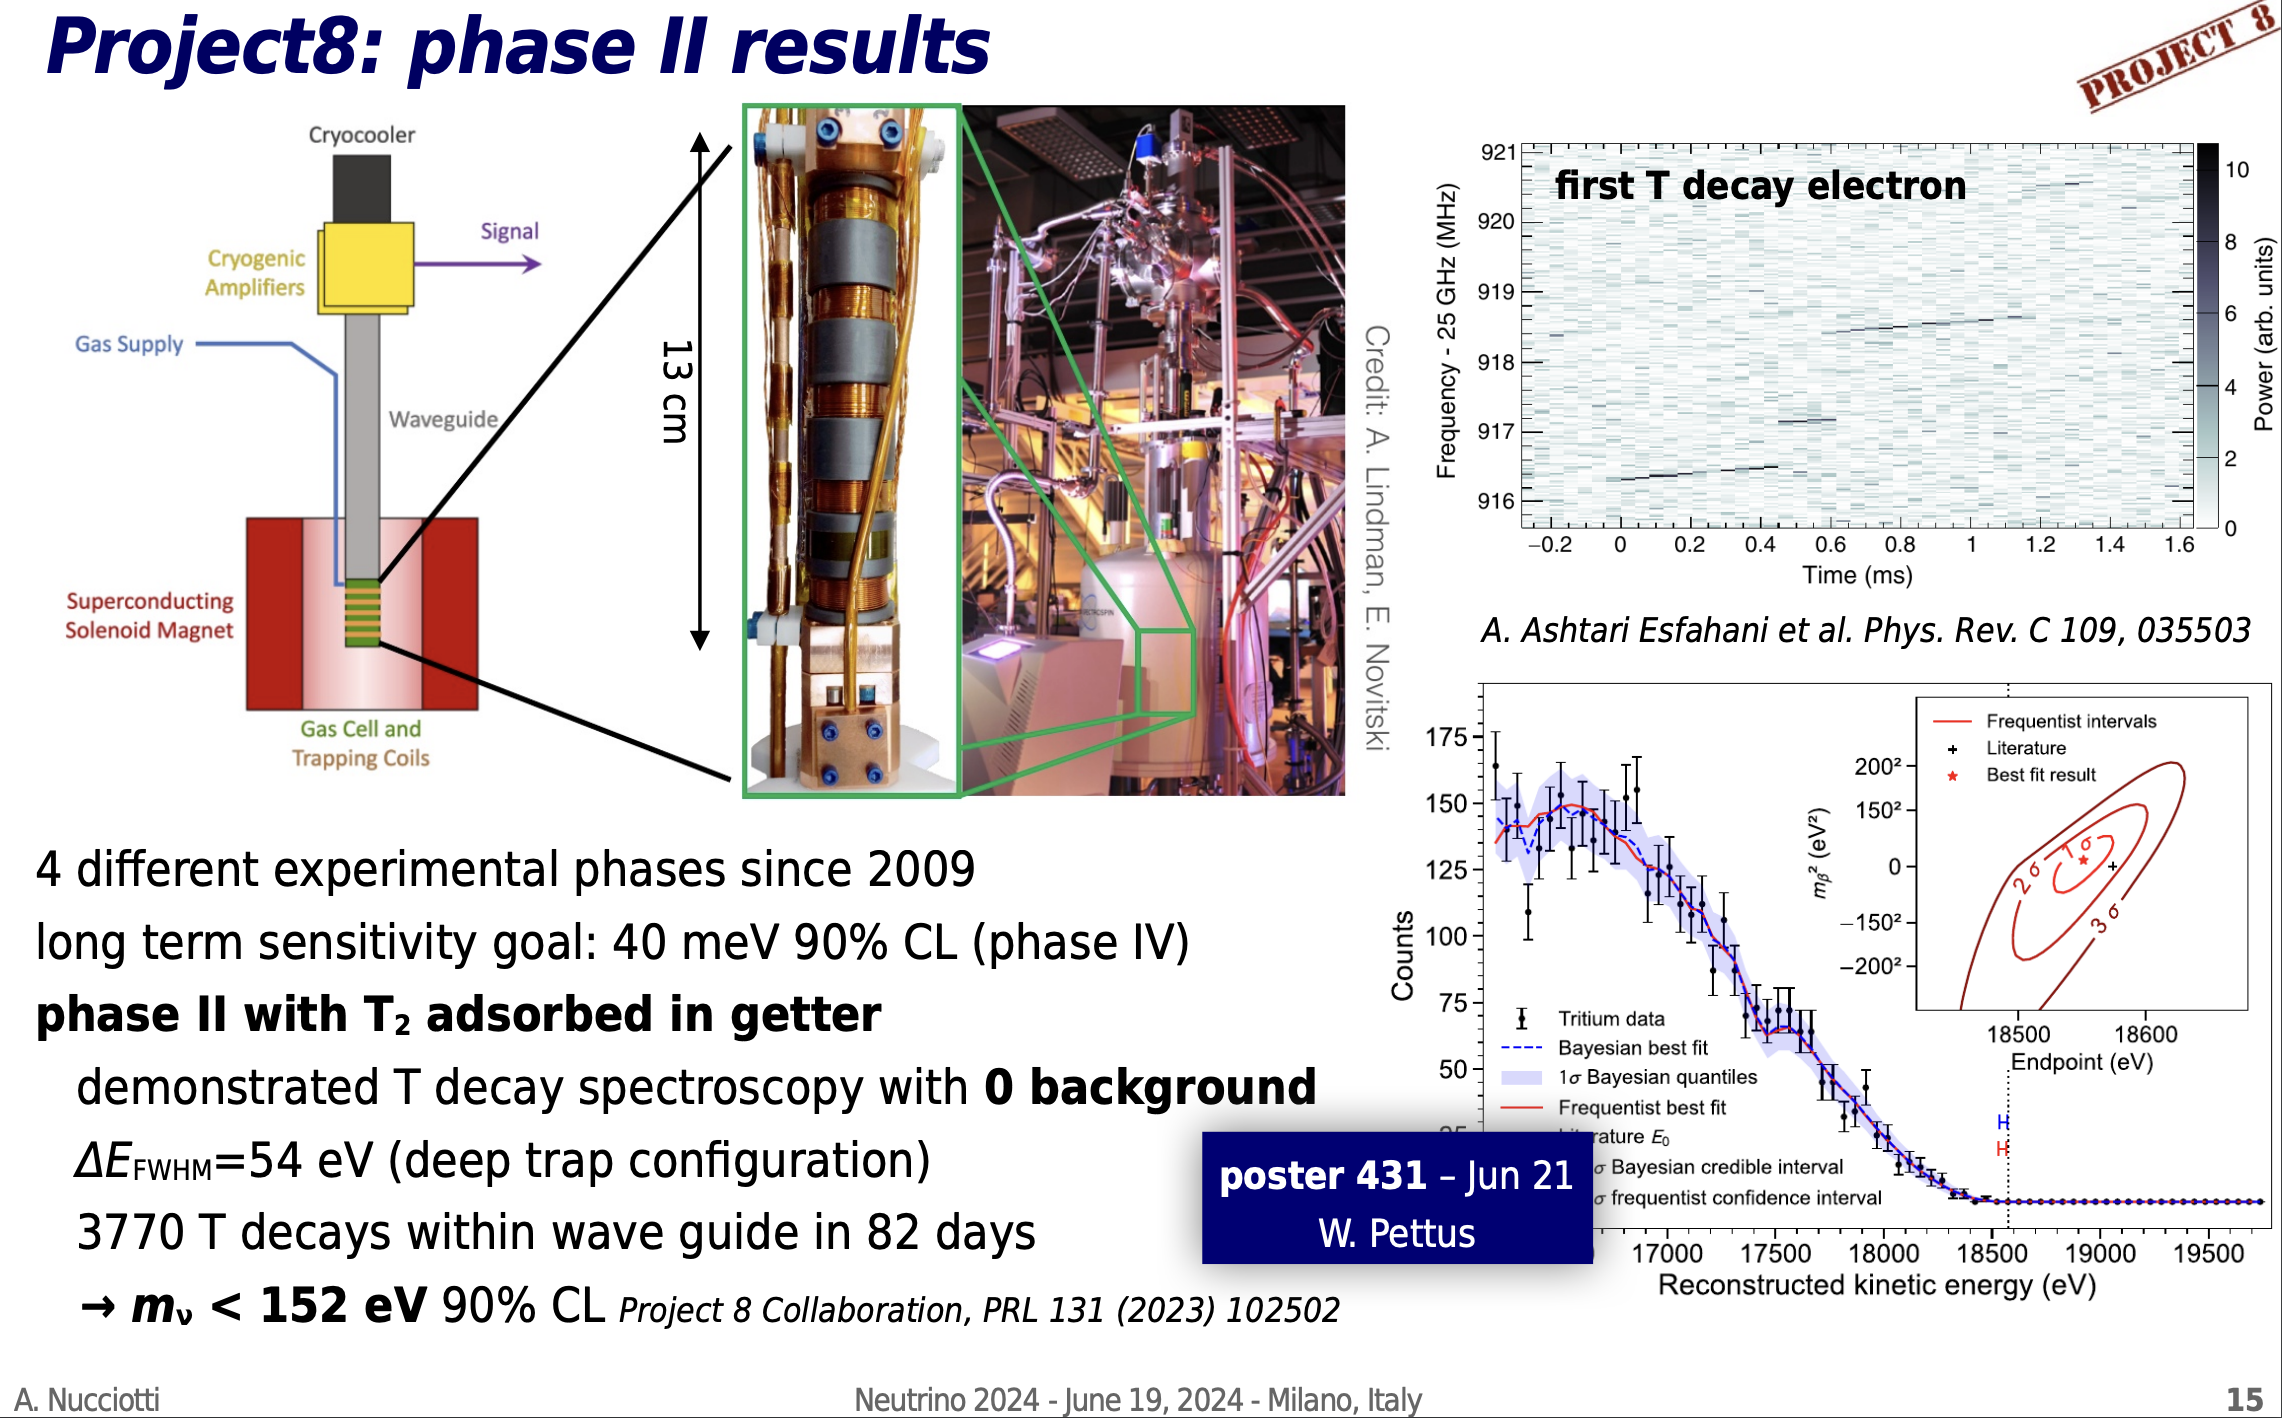 Project8: phase II results
PROJECT 8
Cryocooler
Signal
Cryogenic
Amplifiers
Gas Supply
Waveguide
Superconducting
Solenoid Magnet
Gas Cell and
Trapping Coils
13 cm
Credit: A. Lindman, E. Novitski
first T decay electron
Frequency - 25 GHz (MHz)
921
920
919
918
917
916
−0.2 0 0.2 0.4 0.6 0.8 1 1.2 1.4 1.6
Time (ms)
10
8
6
4
2
0
Power (arb. units)
A. Ashtari Esfahani et al. Phys. Rev. C 109, 035503
Counts
175
150
125
100
75
50
Tritium data
Bayesian best fit
1σ Bayesian quantiles
Frequentist best fit
rature E₀
σ Bayesian credible interval
σ frequentist confidence interval
17000 17500 18000 18500 19000 19500
Reconstructed kinetic energy (eV)
Frequentist intervals
Literature
Best fit result
mβ² (eV²)
200²
150²
0
−150²
−200²
1 σ
2 σ
3 σ
18500 18600
Endpoint (eV)
4 different experimental phases since 2009
long term sensitivity goal: 40 meV 90% CL (phase IV)
phase II with T₂ adsorbed in getter
demonstrated T decay spectroscopy with 0 background
ΔEFWHM=54 eV (deep trap configuration)
3770 T decays within wave guide in 82 days
→ mν < 152 eV 90% CL Project 8 Collaboration, PRL 131 (2023) 102502
poster 431 – Jun 21
W. Pettus
A. Nucciotti
Neutrino 2024 - June 19, 2024 - Milano, Italy
15